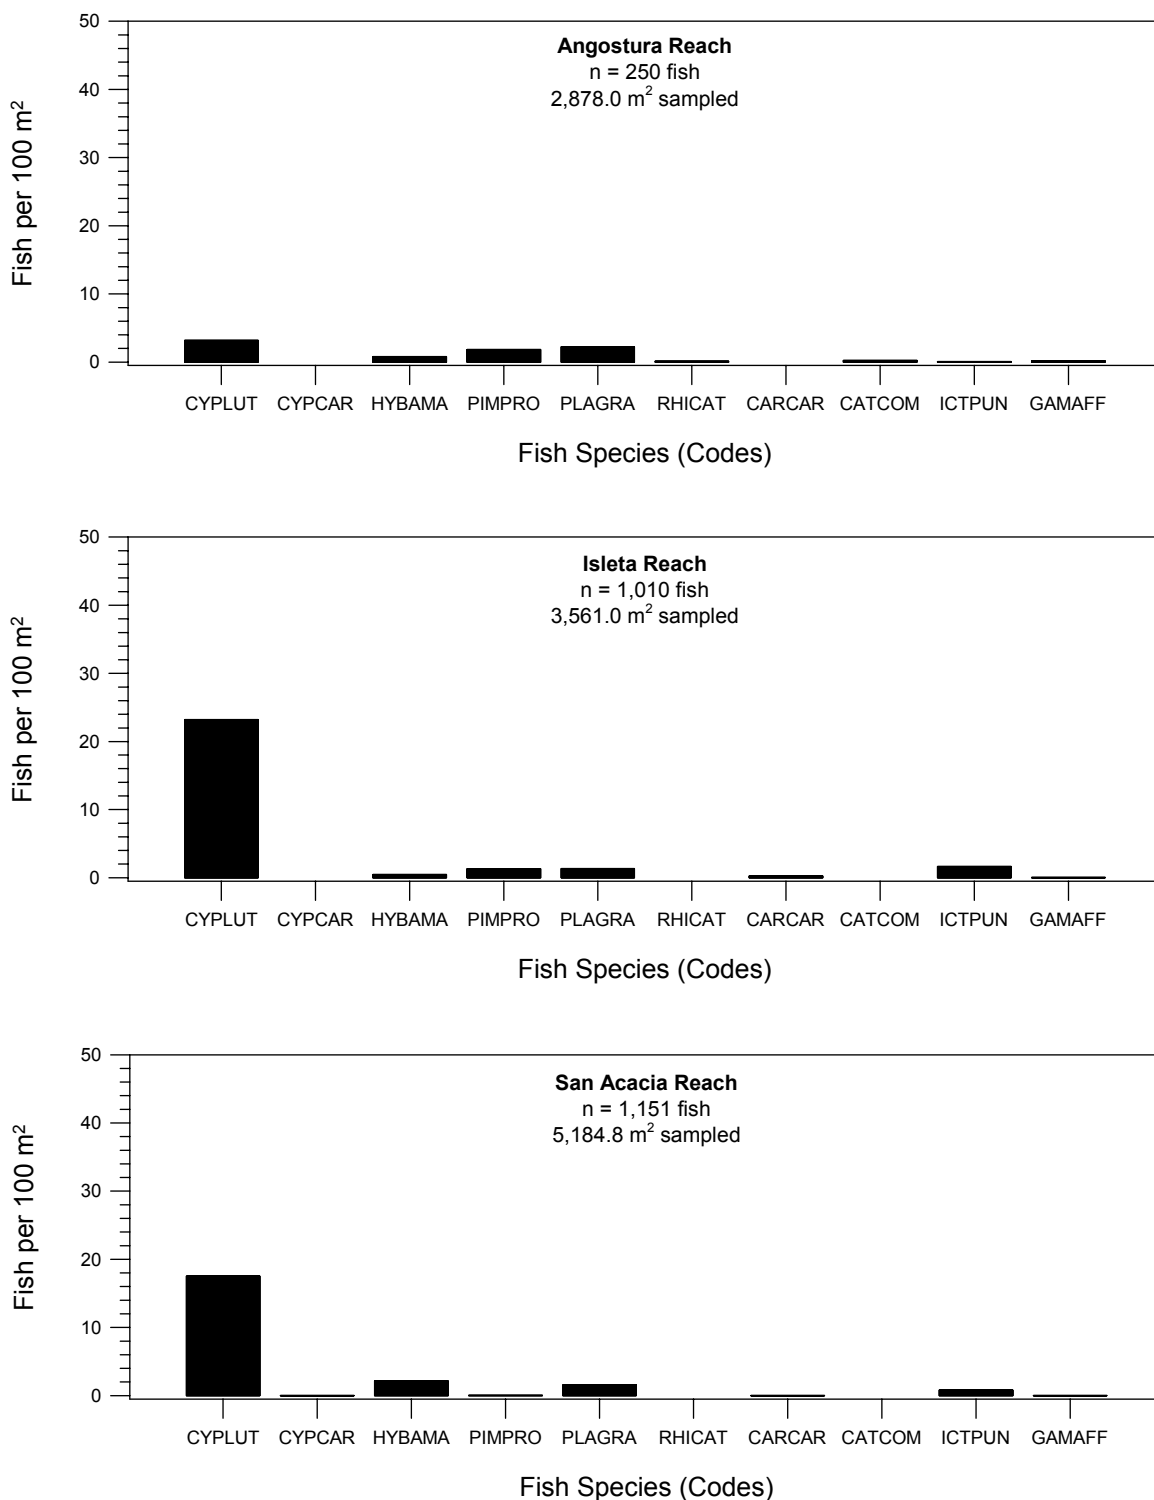 Angostura Reach
n = 250 fish
2,878.0 m² sampled
Fish per 100 m²
50
40
30
20
10
0
CYPLUT CYPCAR HYBAMA PIMPRO PLAGRA RHICAT CARCAR CATCOM ICTPUN GAMAFF
Fish Species (Codes)
Isleta Reach
n = 1,010 fish
3,561.0 m² sampled
Fish per 100 m²
50
40
30
20
10
0
CYPLUT CYPCAR HYBAMA PIMPRO PLAGRA RHICAT CARCAR CATCOM ICTPUN GAMAFF
Fish Species (Codes)
San Acacia Reach
n = 1,151 fish
5,184.8 m² sampled
Fish per 100 m²
50
40
30
20
10
0
CYPLUT CYPCAR HYBAMA PIMPRO PLAGRA RHICAT CARCAR CATCOM ICTPUN GAMAFF
Fish Species (Codes)